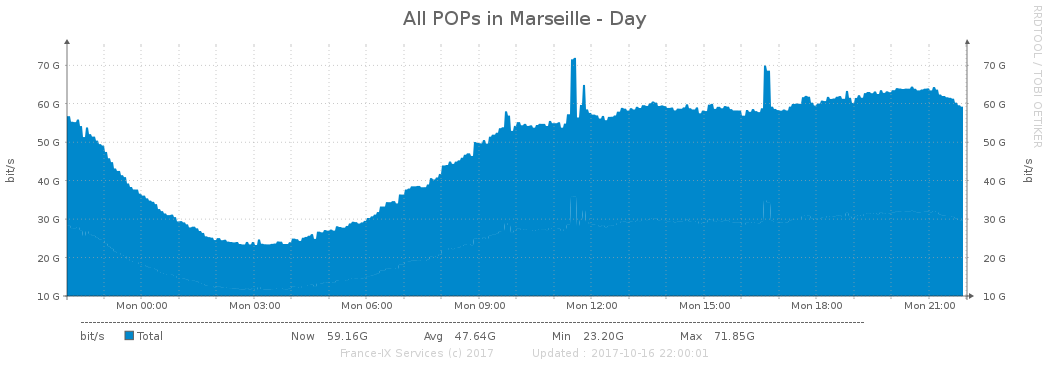 All POPs in Marseille - Day
RRDTOOL / TOBI OETIKER
bit/s
70 G
60 G
50 G
40 G
30 G
20 G
10 G
70 G
60 G
50 G
40 G
30 G
20 G
10 G
bit/s
Mon 00:00 Mon 03:00 Mon 06:00 Mon 09:00 Mon 12:00 Mon 15:00 Mon 18:00 Mon 21:00
bit/s Total Now 59.16G Avg 47.64G Min 23.20G Max 71.85G
France-IX Services (c) 2017 Updated : 2017-10-16 22:00:01